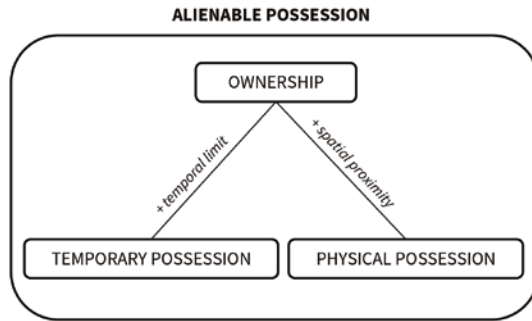 ALIENABLE POSSESSION
OWNERSHIP
+ temporal limit
+ spatial proximity
TEMPORARY POSSESSION
PHYSICAL POSSESSION